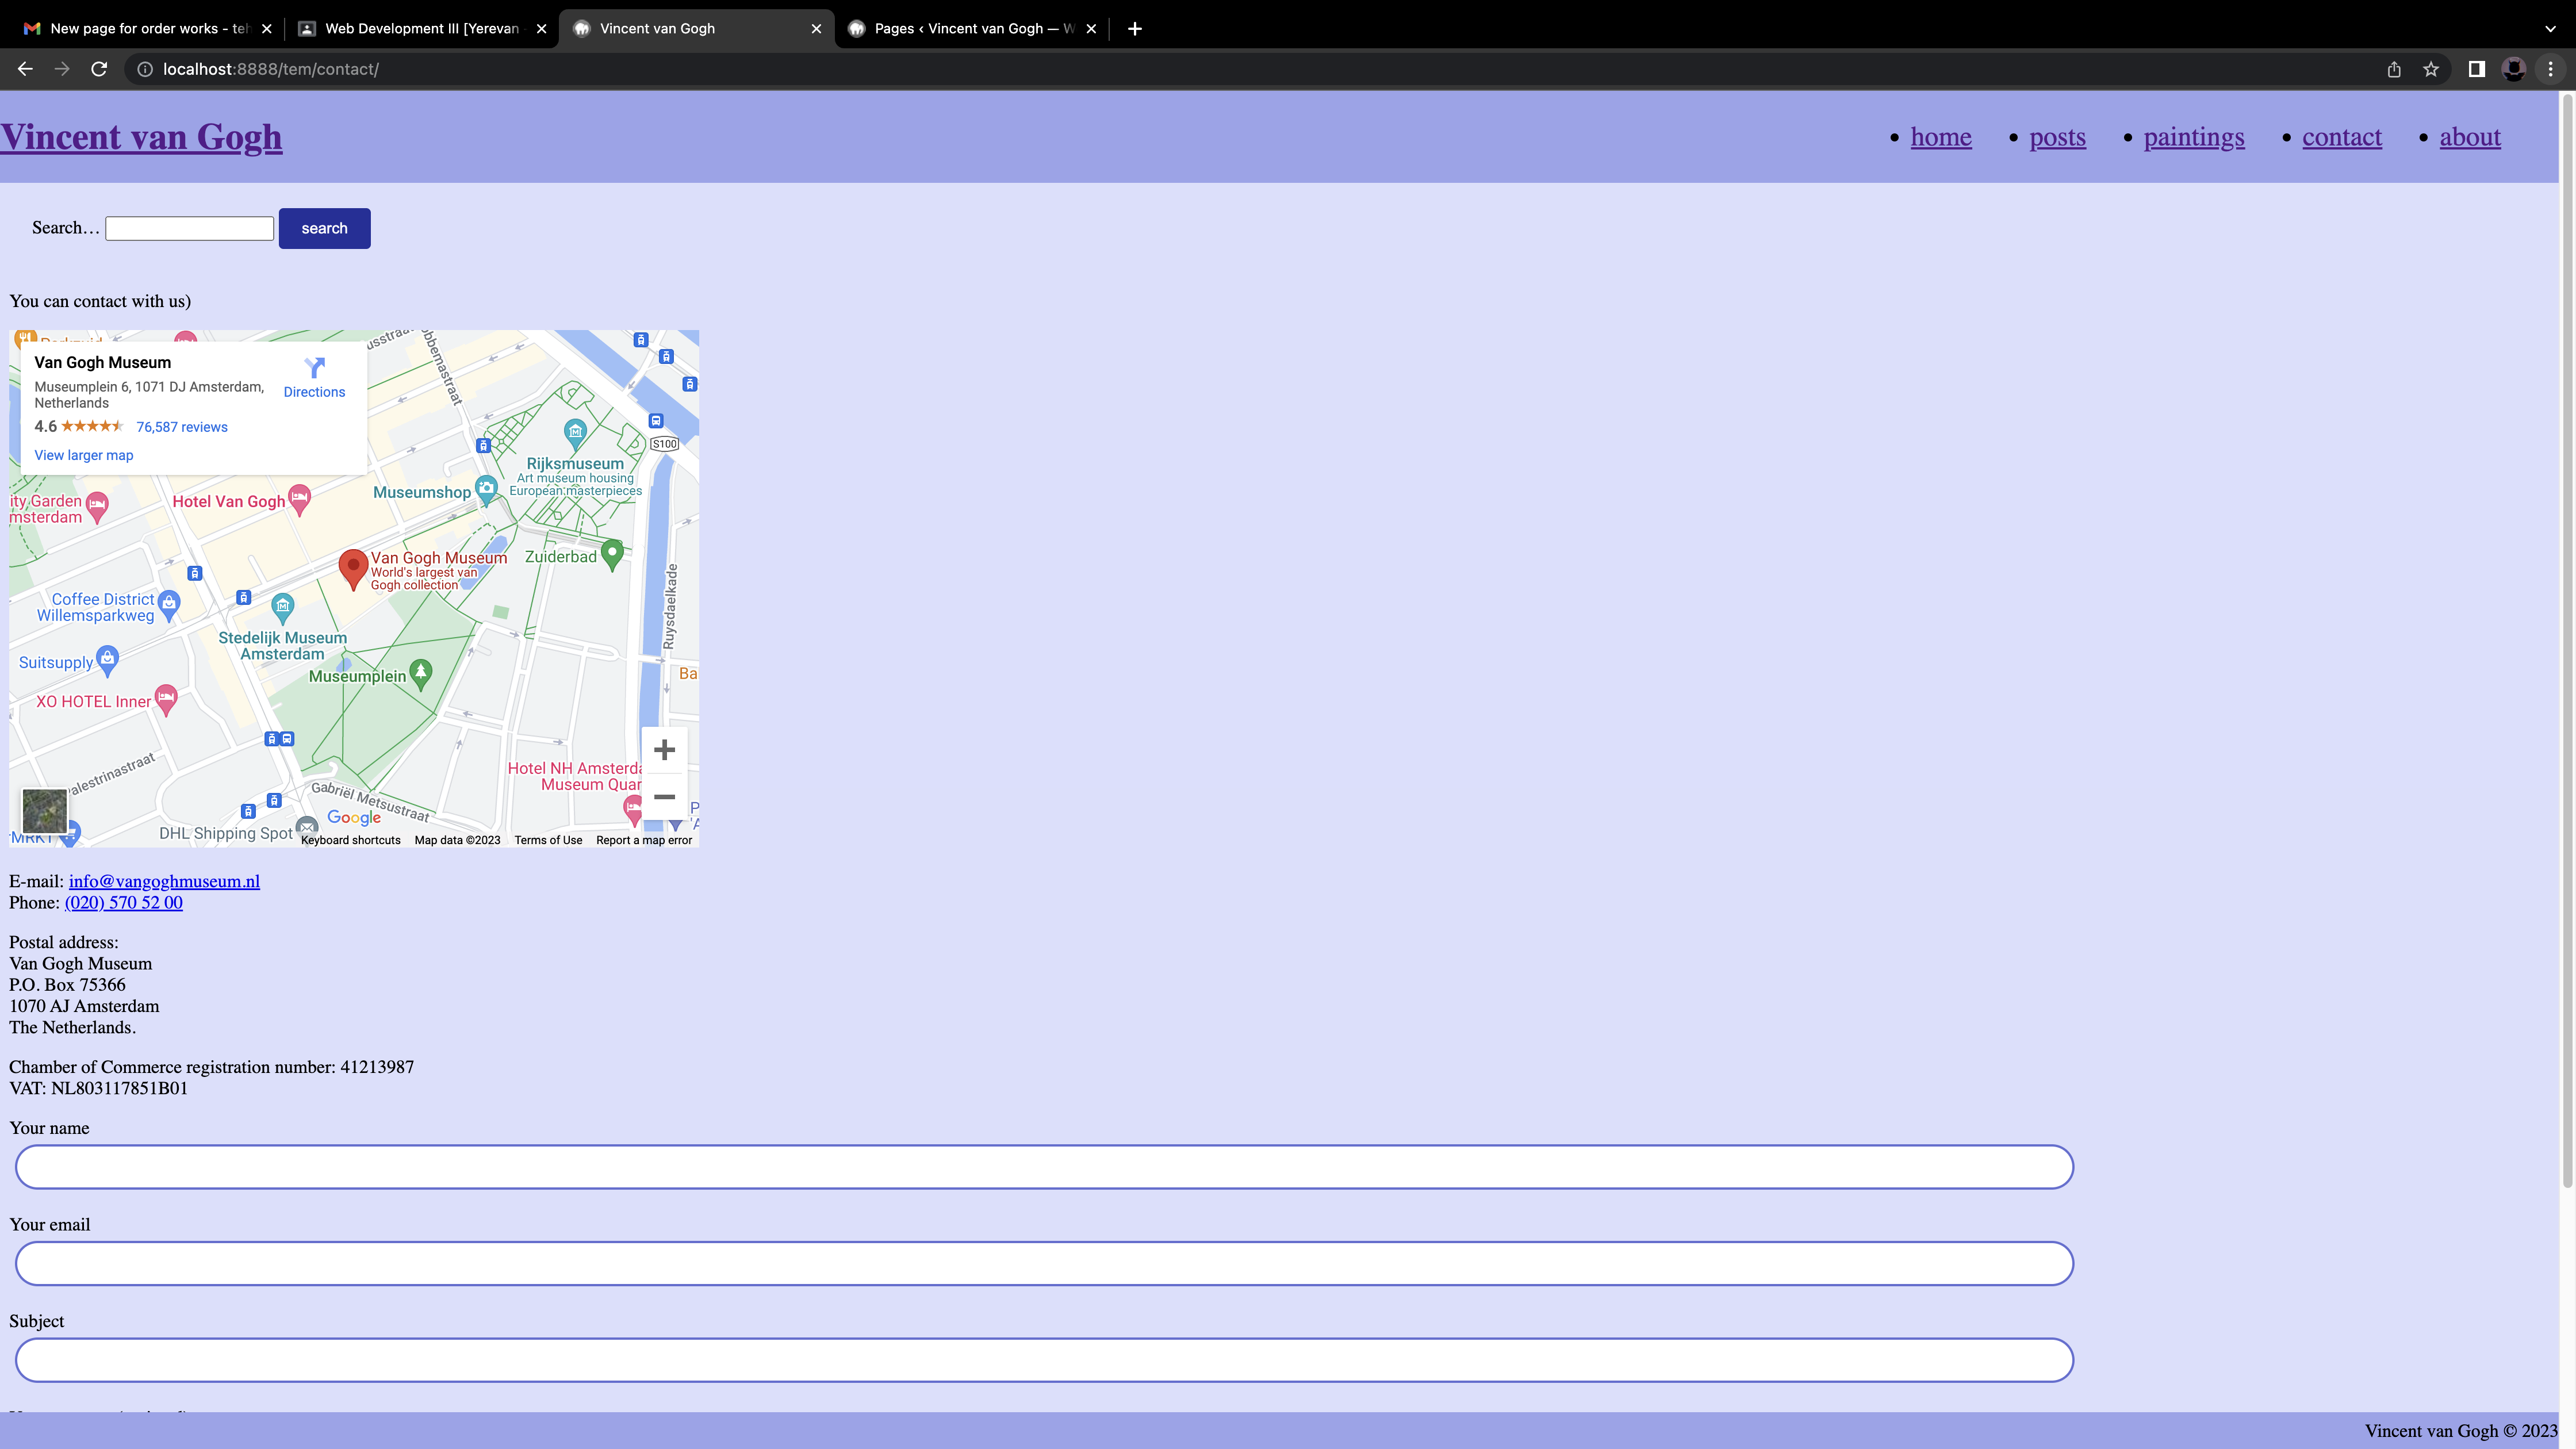 New page for order works - teh
Web Development III [Yerevan
Vincent van Gogh
Pages ‹ Vincent van Gogh — W
localhost:8888/tem/contact/
Vincent van Gogh
home
posts
paintings
contact
about
Search…
search
You can contact with us)
Van Gogh Museum
Museumplein 6, 1071 DJ Amsterdam,
Netherlands
Directions
4.6
76,587 reviews
View larger map
S100
Rijksmuseum
Art museum housing
European masterpieces
Museumshop
Hotel Van Gogh
ity Garden
msterdam
Van Gogh Museum
World's largest van
Gogh collection
Zuiderbad
Ruysdaelkade
Coffee District
Willemsparkweg
Stedelijk Museum
Amsterdam
Suitsupply
Museumplein
Ba
XO HOTEL Inner
alestrinastraat
Hotel NH Amsterda
Museum Quar
Gabriël Metsustraat
Google
DHL Shipping Spot
Keyboard shortcuts
Map data ©2023
Terms of Use
Report a map error
E-mail: info@vangoghmuseum.nl
Phone: (020) 570 52 00
Postal address:
Van Gogh Museum
P.O. Box 75366
1070 AJ Amsterdam
The Netherlands.
Chamber of Commerce registration number: 41213987
VAT: NL803117851B01
Your name
Your email
Subject
Vincent van Gogh © 2023